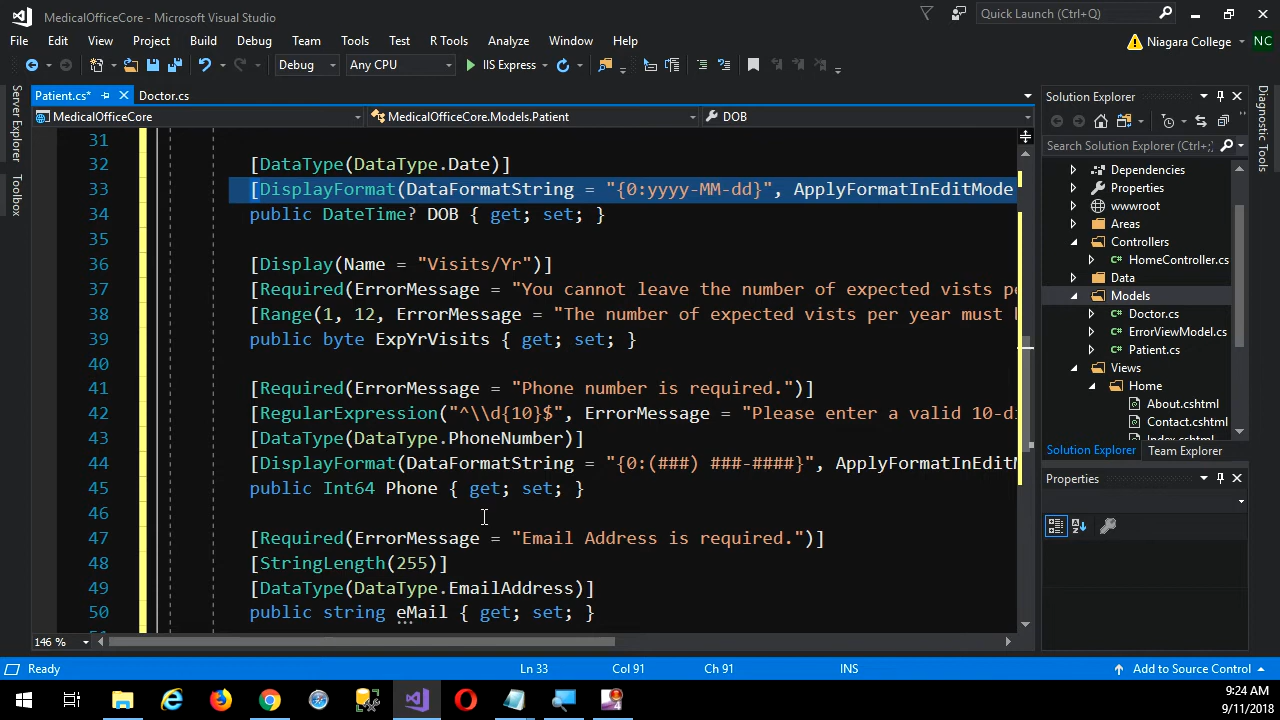 MedicalOfficeCore - Microsoft Visual Studio
Quick Launch (Ctrl+Q)
File Edit View Project Build Debug Team Tools Test R Tools Analyze Window Help
Niagara College NC
Debug Any CPU IIS Express
Server Explorer
Toolbox
Patient.cs* Doctor.cs
MedicalOfficeCore MedicalOfficeCore.Models.Patient DOB
31
32 [DataType(DataType.Date)]
33 [DisplayFormat(DataFormatString = "{0:yyyy-MM-dd}", ApplyFormatInEditMode
34 public DateTime? DOB { get; set; }
35
36 [Display(Name = "Visits/Yr")]
37 [Required(ErrorMessage = "You cannot leave the number of expected vists pe
38 [Range(1, 12, ErrorMessage = "The number of expected vists per year must b
39 public byte ExpYrVisits { get; set; }
40
41 [Required(ErrorMessage = "Phone number is required.")]
42 [RegularExpression("^\\d{10}$", ErrorMessage = "Please enter a valid 10-di
43 [DataType(DataType.PhoneNumber)]
44 [DisplayFormat(DataFormatString = "{0:(###) ###-####}", ApplyFormatInEditM
45 public Int64 Phone { get; set; }
46
47 [Required(ErrorMessage = "Email Address is required.")]
48 [StringLength(255)]
49 [DataType(DataType.EmailAddress)]
50 public string eMail { get; set; }
146 %
Solution Explorer
Search Solution Explorer (Ctrl+;)
Dependencies
Properties
wwwroot
Areas
Controllers
HomeController.cs
Data
Models
Doctor.cs
ErrorViewModel.cs
Patient.cs
Views
Home
About.cshtml
Contact.cshtml
Index.cshtml
Solution Explorer Team Explorer
Properties
Diagnostic Tools
Ready Ln 33 Col 91 Ch 91 INS Add to Source Control
9:24 AM
9/11/2018